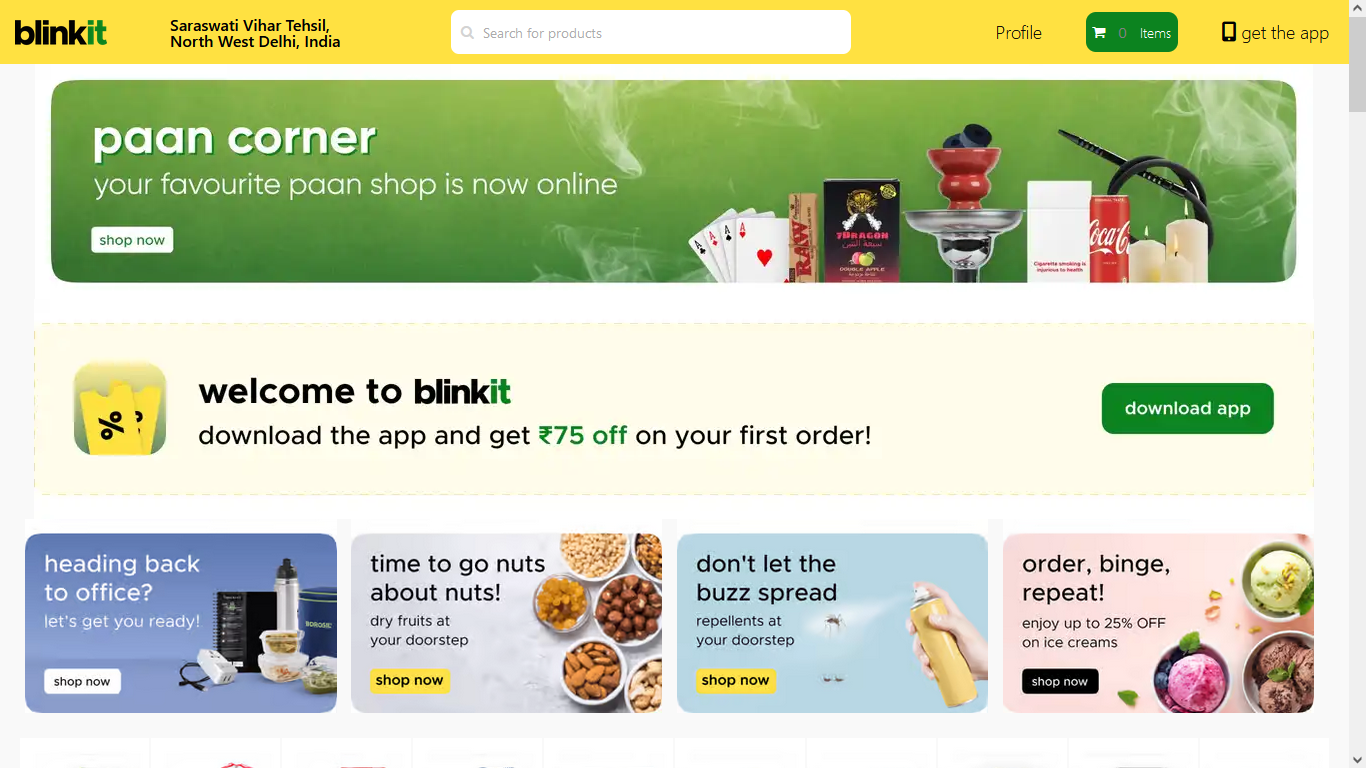 blinkit
Saraswati Vihar Tehsil,
North West Delhi, India
Search for products
Profile
0 Items
get the app
paan corner
your favourite paan shop is now online
shop now
A
A
A
A
RAW
7DRAGON
DOUBLE APPLE
Cigarette smoking is
injurious to health
Coca-C
welcome to blinkit
download the app and get ₹75 off on your first order!
download app
heading back
to office?
let's get you ready!
BOROSIL
shop now
time to go nuts
about nuts!
dry fruits at
your doorstep
shop now
don't let the
buzz spread
repellents at
your doorstep
shop now
order, binge,
repeat!
enjoy up to 25% OFF
on ice creams
shop now